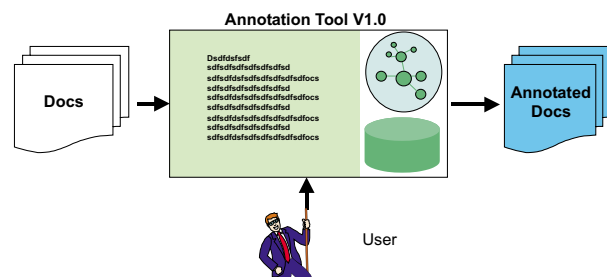 Annotation Tool V1.0
Docs
Dsdfdsfsdf
sdfsdfsdfsdfsdfsdfsd
sdfsdfdsfsdfsdfsdfsdfsdfocs
sdfsdfsdfsdfsdfsdfsd
sdfsdfdsfsdfsdfsdfsdfsdfocs
sdfsdfsdfsdfsdfsdfsd
sdfsdfdsfsdfsdfsdfsdfsdfocs
sdfsdfsdfsdfsdfsdfsd
sdfsdfdsfsdfsdfsdfsdfsdfocs
Annotated
Docs
User